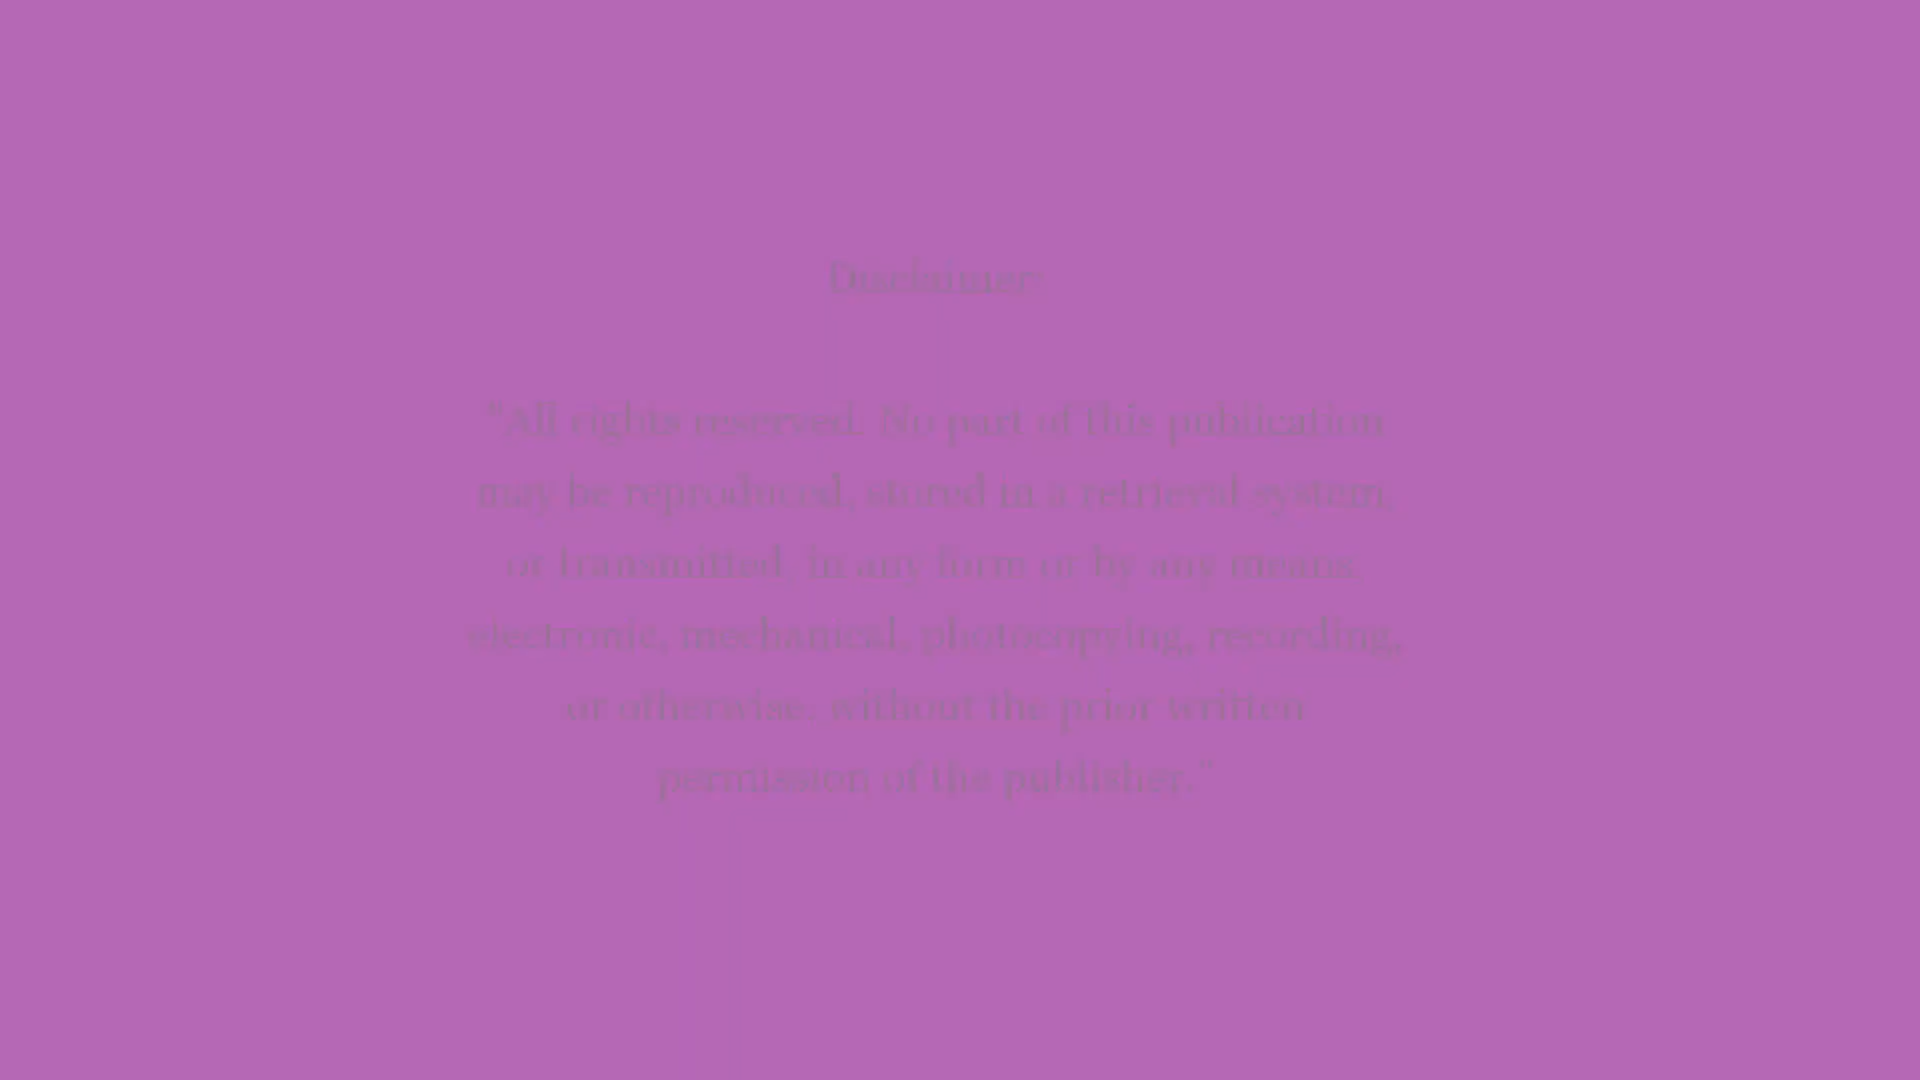 Disclaimer:
"All rights reserved. No part of this publication
may be reproduced, stored in a retrieval system,
or transmitted, in any form or by any means,
electronic, mechanical, photocopying, recording,
or otherwise, without the prior written
permission of the publisher."